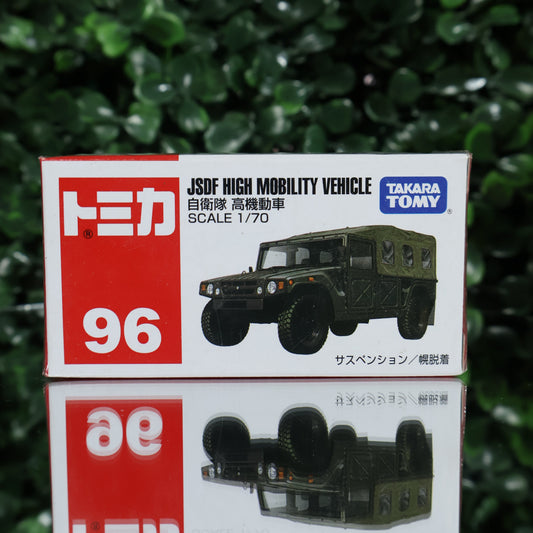 トミカ®
96
JSDF HIGH MOBILITY VEHICLE
自衛隊 高機動車
SCALE 1/70
TAKARA
TOMY®
サスペンション/幌脱着